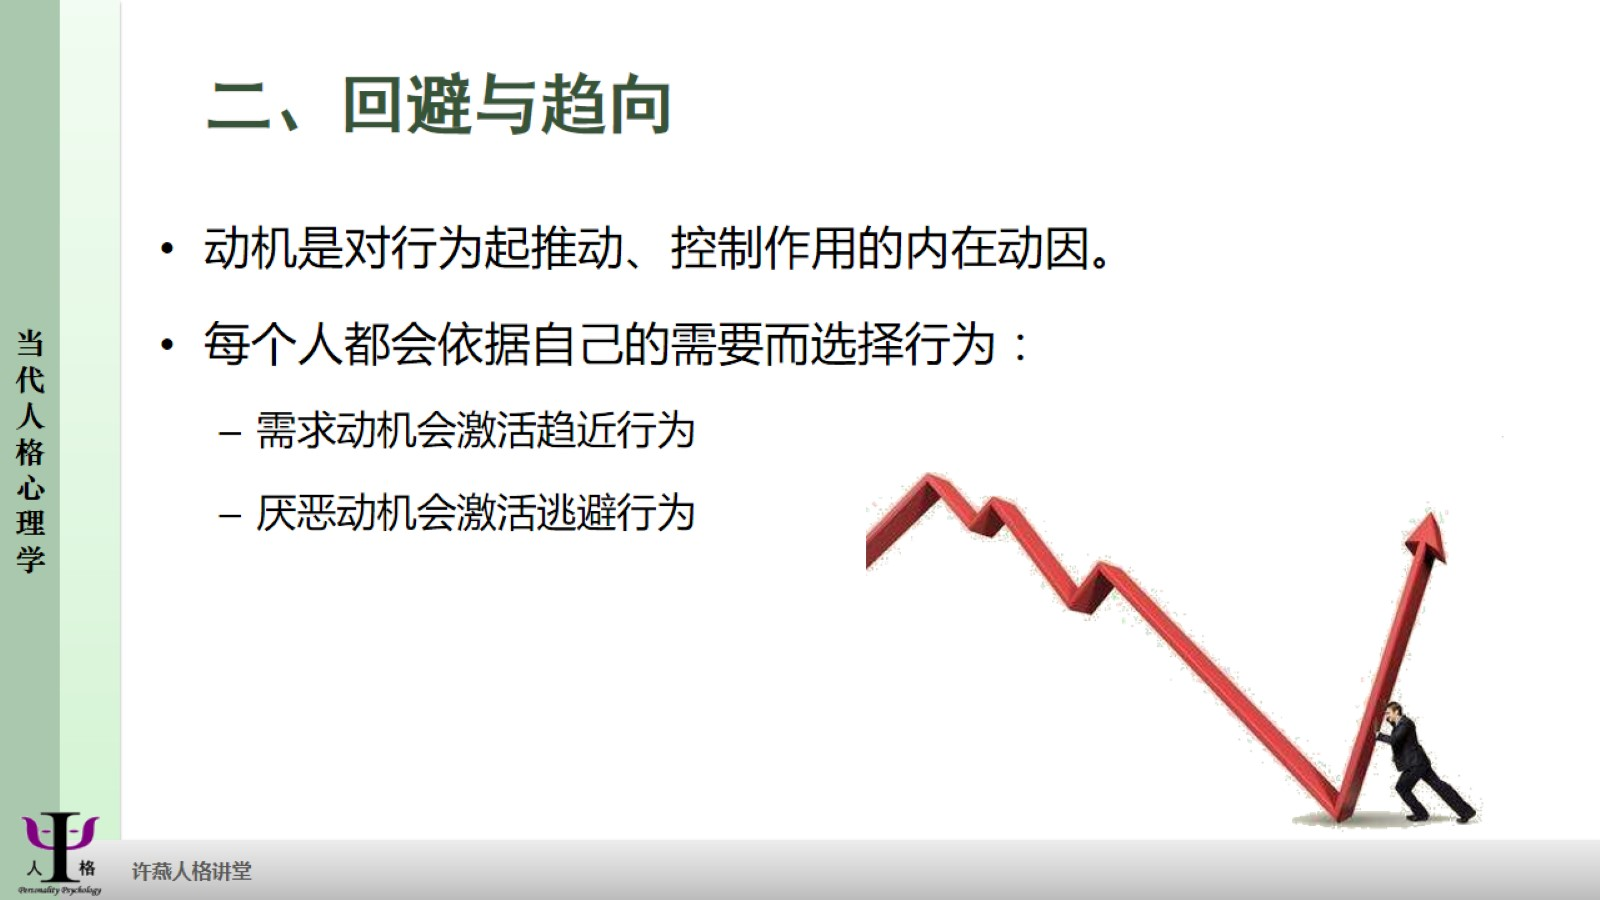 二、回避与趋向
• 动机是对行为起推动、控制作用的内在动因。
• 每个人都会依据自己的需要而选择行为：
– 需求动机会激活趋近行为
– 厌恶动机会激活逃避行为
当代人格心理学
人格
Personality Psychology
许燕人格讲堂